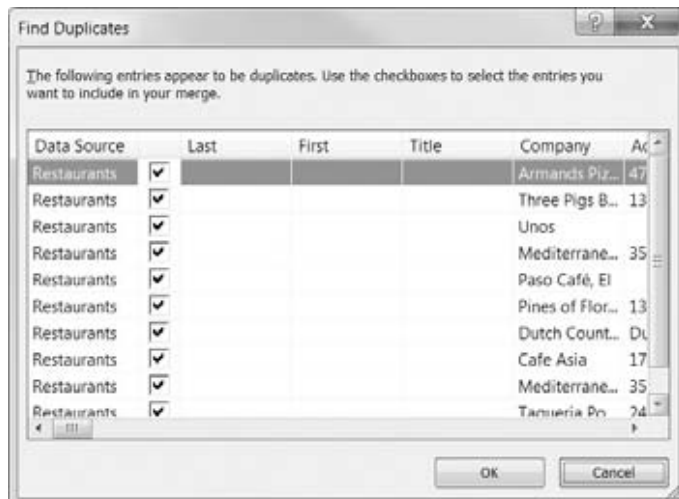 Find Duplicates
The following entries appear to be duplicates. Use the checkboxes to select the entries you
want to include in your merge.
Data Source Last First Title Company Ad
Restaurants Armands Piz... 47
Restaurants Three Pigs B... 13
Restaurants Unos
Restaurants Mediterrane... 35
Restaurants Paso Café, El
Restaurants Pines of Flor... 13
Restaurants Dutch Count... Du
Restaurants Cafe Asia 17
Restaurants Mediterrane... 35
Restaurants Taqueria Po 24
OK Cancel